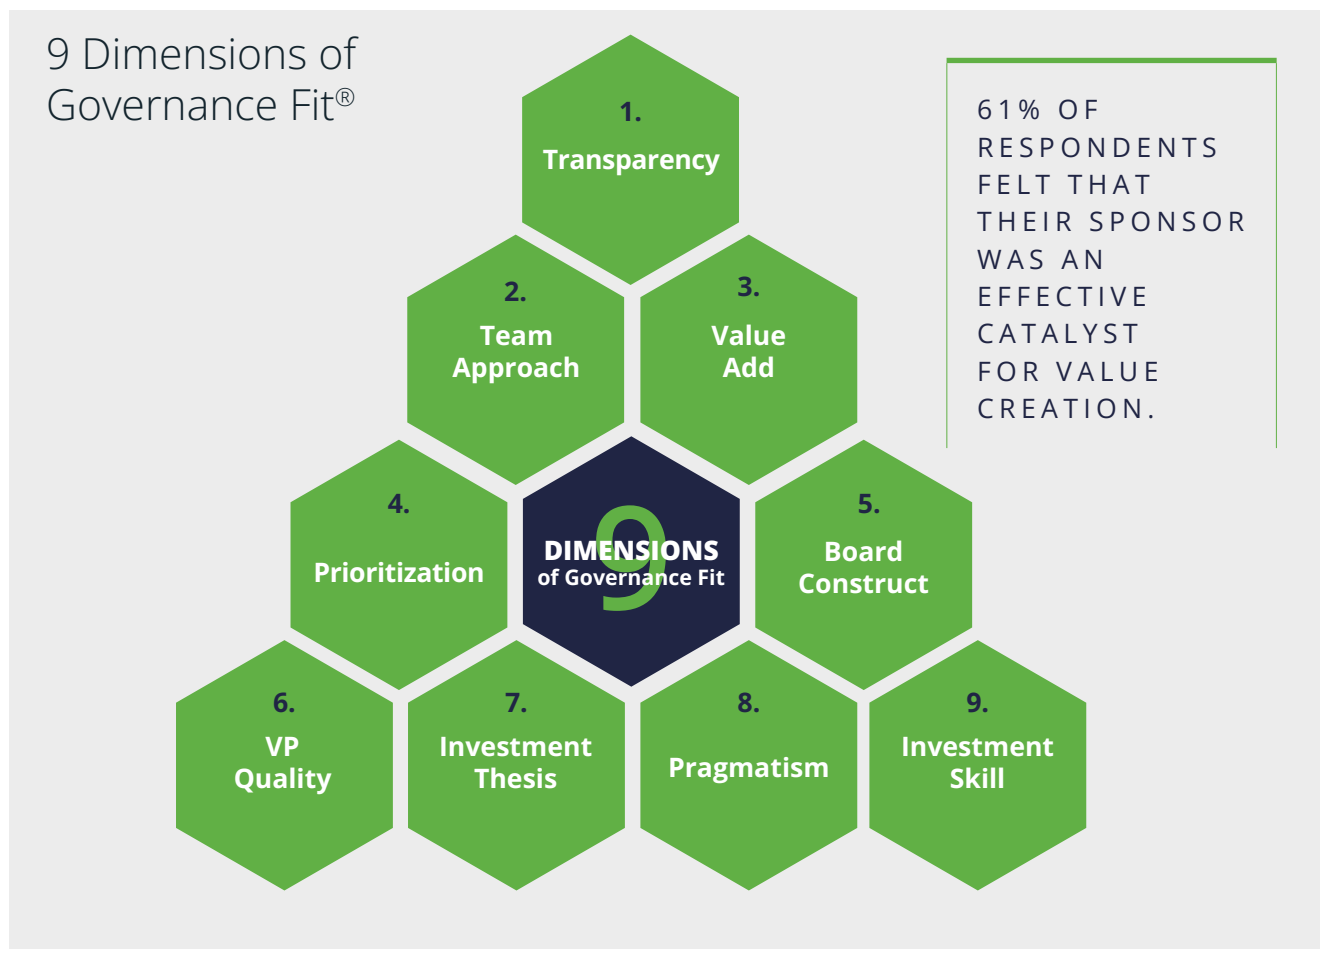 9 Dimensions of
Governance Fit®
61% OF
RESPONDENTS
FELT THAT
THEIR SPONSOR
WAS AN
EFFECTIVE
CATALYST
FOR VALUE
CREATION.
1.
Transparency
2.
Team
Approach
3.
Value
Add
4.
Prioritization
9
DIMENSIONS
of Governance Fit
5.
Board
Construct
6.
VP
Quality
7.
Investment
Thesis
8.
Pragmatism
9.
Investment
Skill